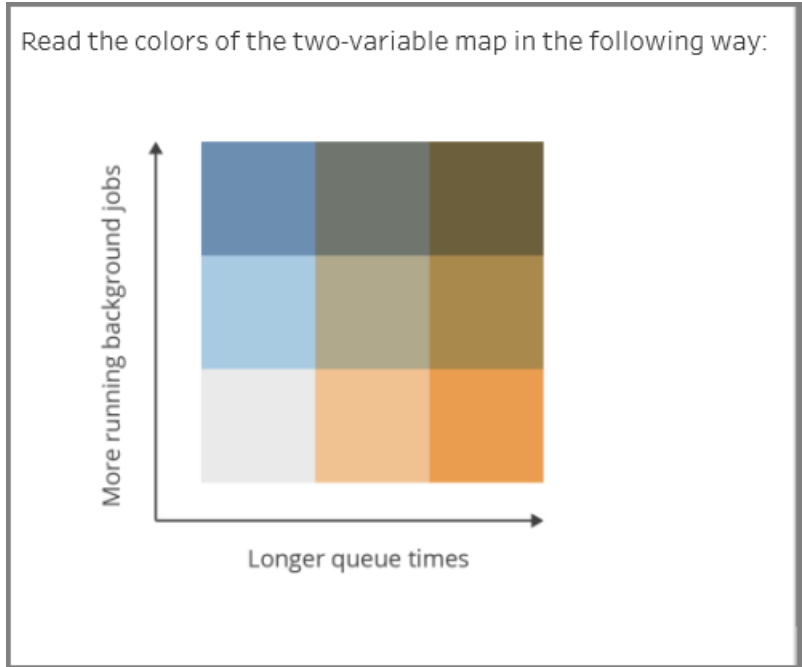 Read the colors of the two-variable map in the following way:
More running background jobs
Longer queue times